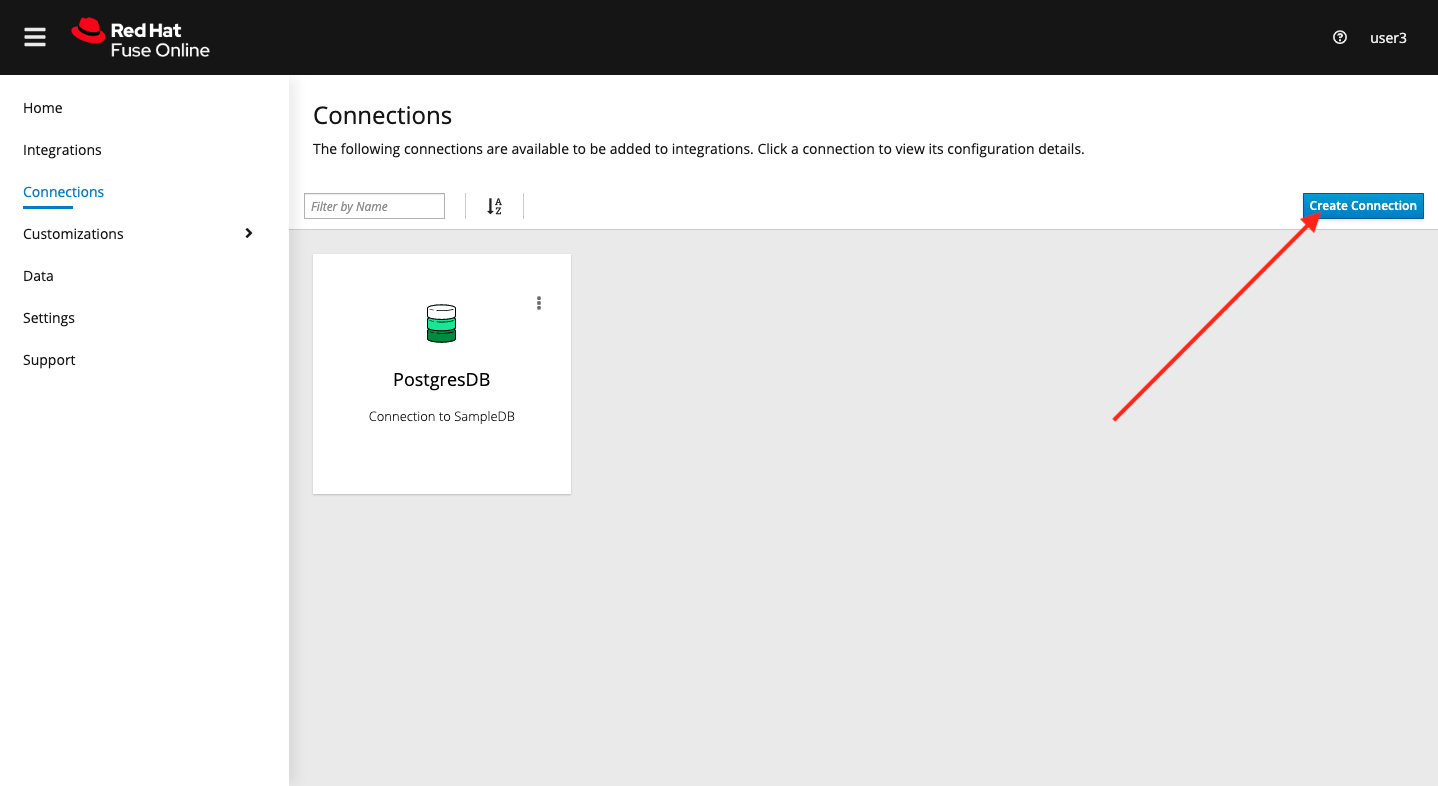 Red Hat
Fuse Online
user3
Home
Integrations
Connections
Customizations
Data
Settings
Support
Connections
The following connections are available to be added to integrations. Click a connection to view its configuration details.
Filter by Name
A
Z
Create Connection
PostgresDB
Connection to SampleDB